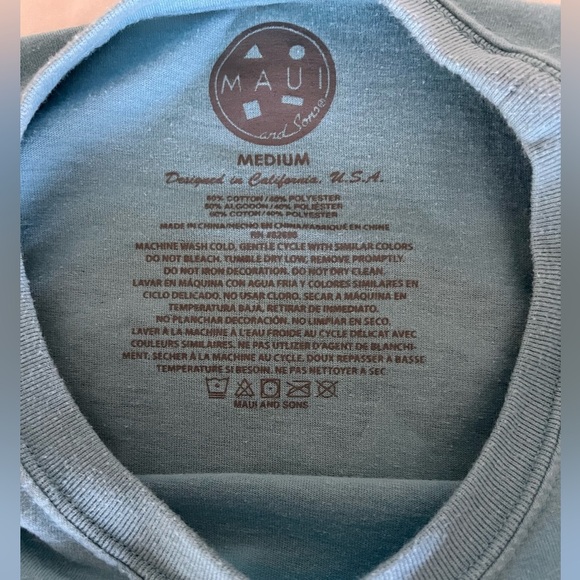 MAUI
and Sons®
MEDIUM
Designed in California, U.S.A.
60% COTTON / 40% POLYESTER
60% ALGODÓN / 40% POLIÉSTER
60% COTON / 40% POLYESTER
MADE IN CHINA/HECHO EN CHINA/FABRIQUÉ EN CHINE
MACHINE WASH COLD, GENTLE CYCLE WITH SIMILAR COLORS.
DO NOT BLEACH. TUMBLE DRY LOW, REMOVE PROMPTLY.
DO NOT IRON DECORATION. DO NOT DRY CLEAN.
LAVAR EN MÁQUINA CON AGUA FRIA Y COLORES SIMILARES EN
CICLO DELICADO. NO USAR CLORO. SECAR A MÁQUINA EN
TEMPERATURA BAJA, RETIRAR DE INMEDIATO.
NO PLANCHAR DECORACIÓN. NO LIMPIAR EN SECO.
LAVER À LA MACHINE À L'EAU FROIDE AU CYCLE DÉLICAT AVEC
COULEURS SIMILAIRES. NE PAS UTILIZER D'AGENT DE BLANCHI-
MENT. SÉCHER À LA MACHINE AU CYCLE. DOUX REPASSER A BASSE
TEMPERATURE SI BESOIN. NE PAS NETTOYER A SEC
MAUI AND SONS